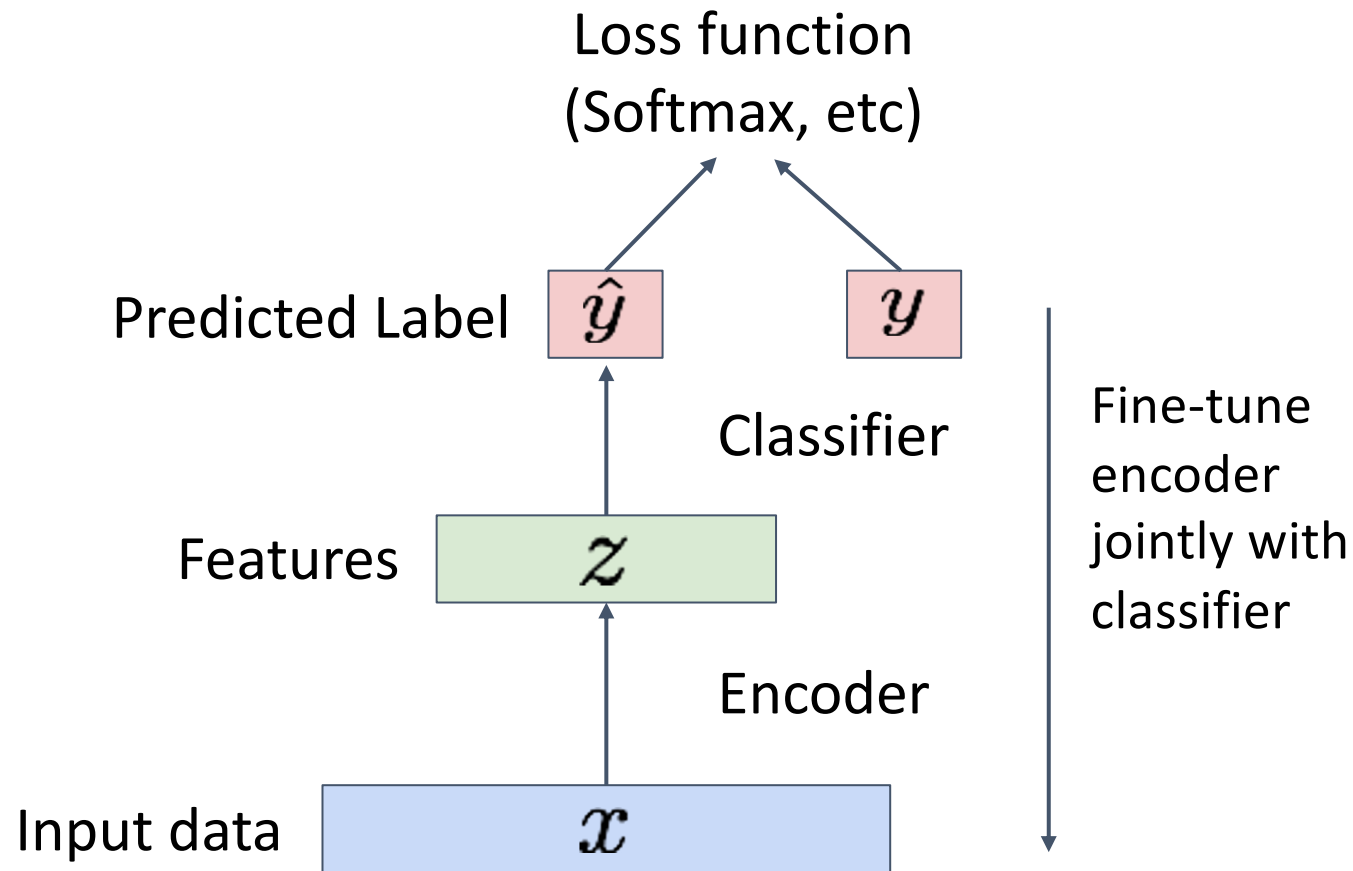 Loss function
(Softmax, etc)
Predicted Label
ŷ
y
Classifier
Fine-tune
encoder
jointly with
classifier
Features
z
Encoder
Input data
x